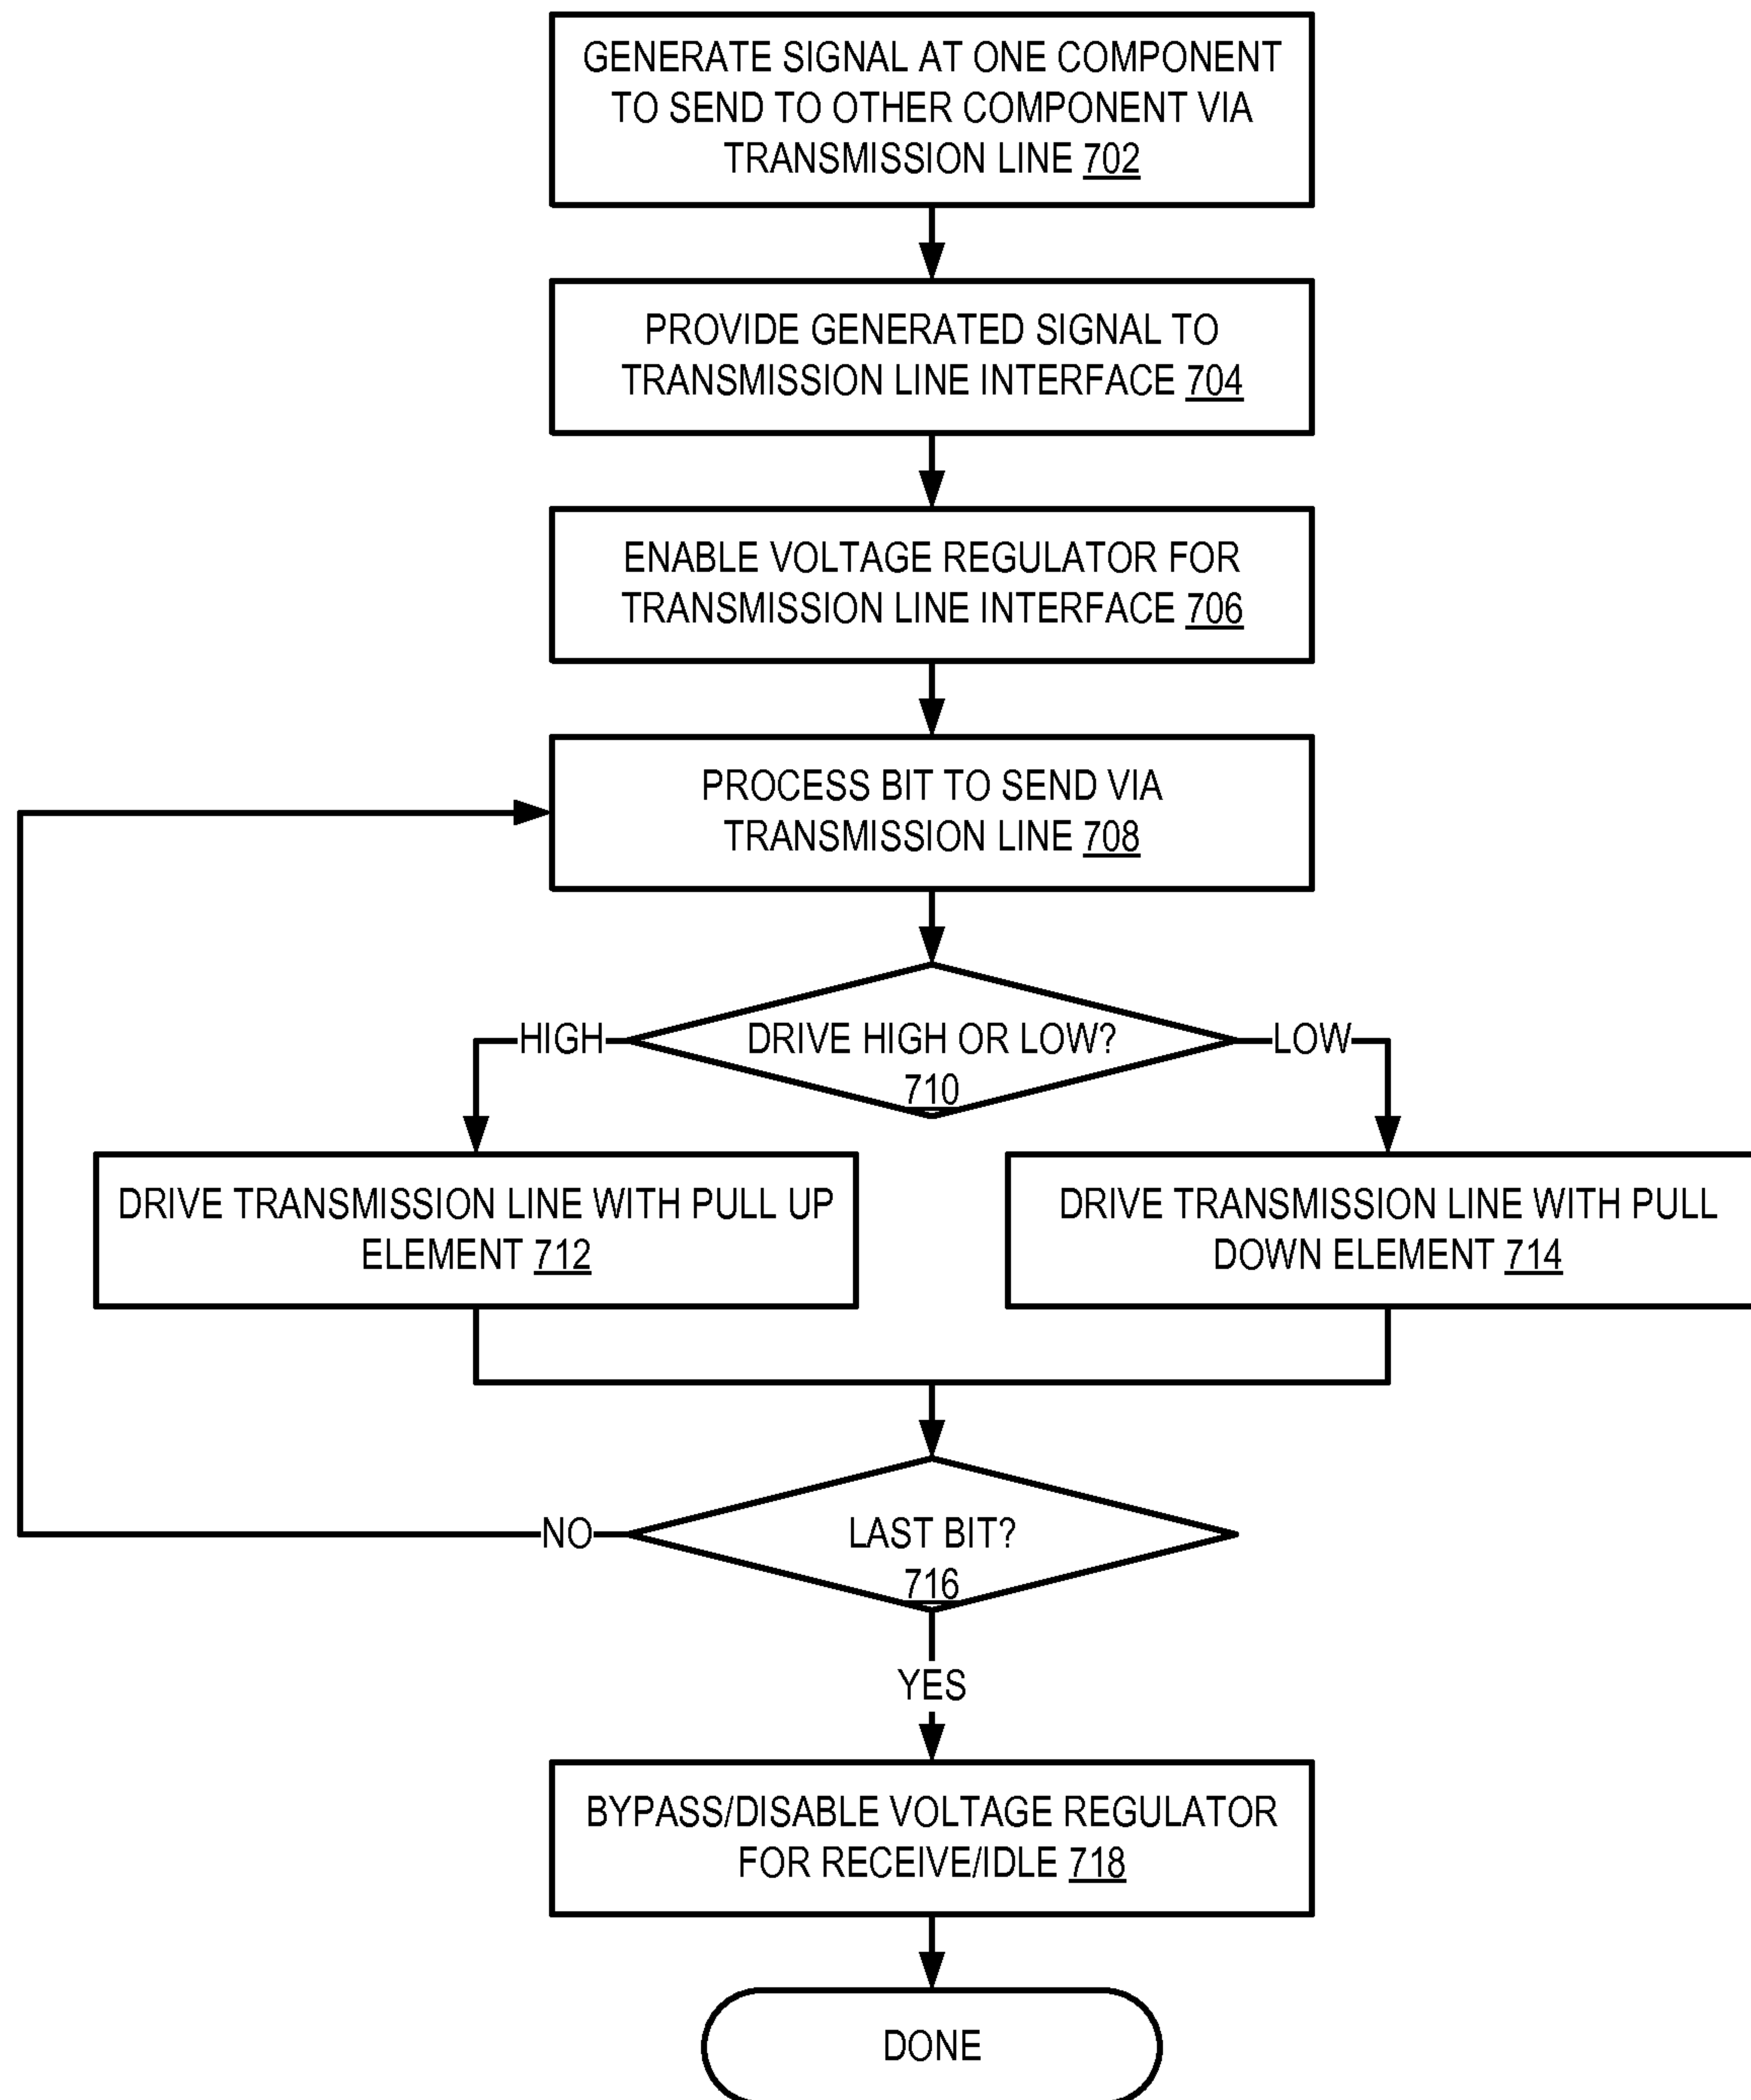 GENERATE SIGNAL AT ONE COMPONENT
TO SEND TO OTHER COMPONENT VIA
TRANSMISSION LINE 702
PROVIDE GENERATED SIGNAL TO
TRANSMISSION LINE INTERFACE 704
ENABLE VOLTAGE REGULATOR FOR
TRANSMISSION LINE INTERFACE 706
PROCESS BIT TO SEND VIA
TRANSMISSION LINE 708
HIGH
DRIVE HIGH OR LOW?
710
LOW
DRIVE TRANSMISSION LINE WITH PULL UP
ELEMENT 712
DRIVE TRANSMISSION LINE WITH PULL
DOWN ELEMENT 714
NO
LAST BIT?
716
YES
BYPASS/DISABLE VOLTAGE REGULATOR
FOR RECEIVE/IDLE 718
DONE